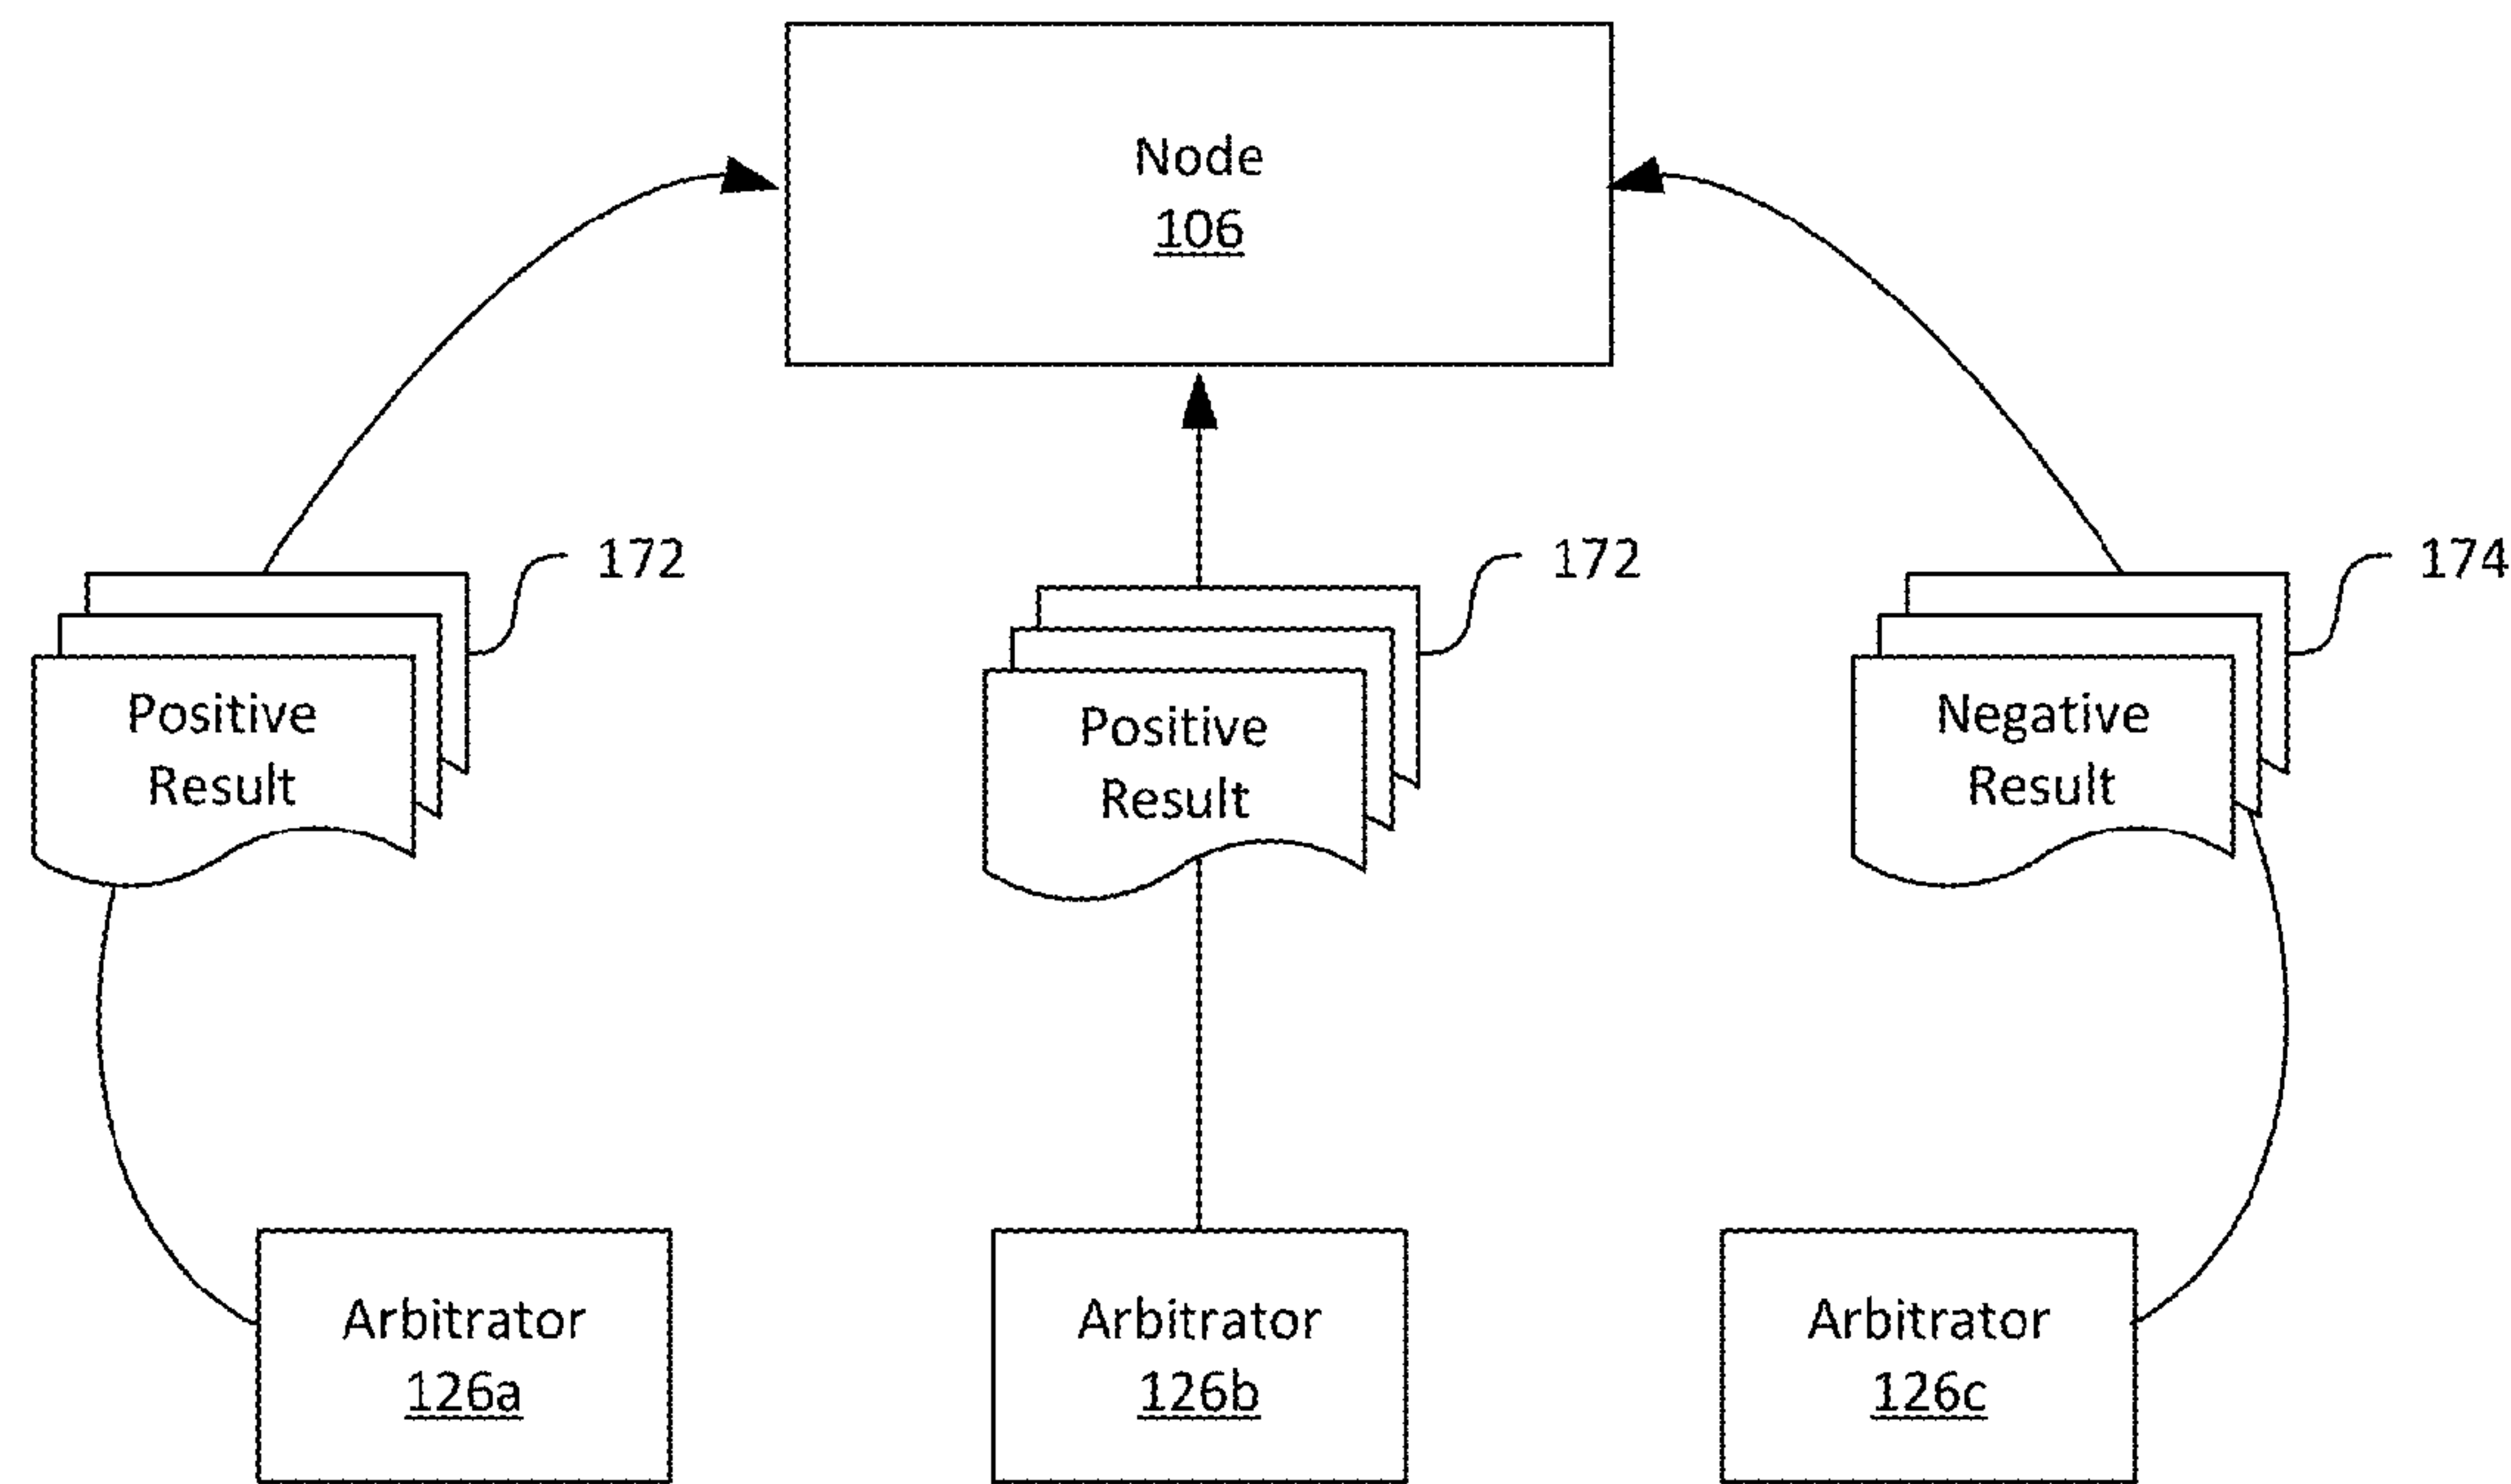 Node
106
172
172
174
Positive
Result
Positive
Result
Negative
Result
Arbitrator
126a
Arbitrator
126b
Arbitrator
126c